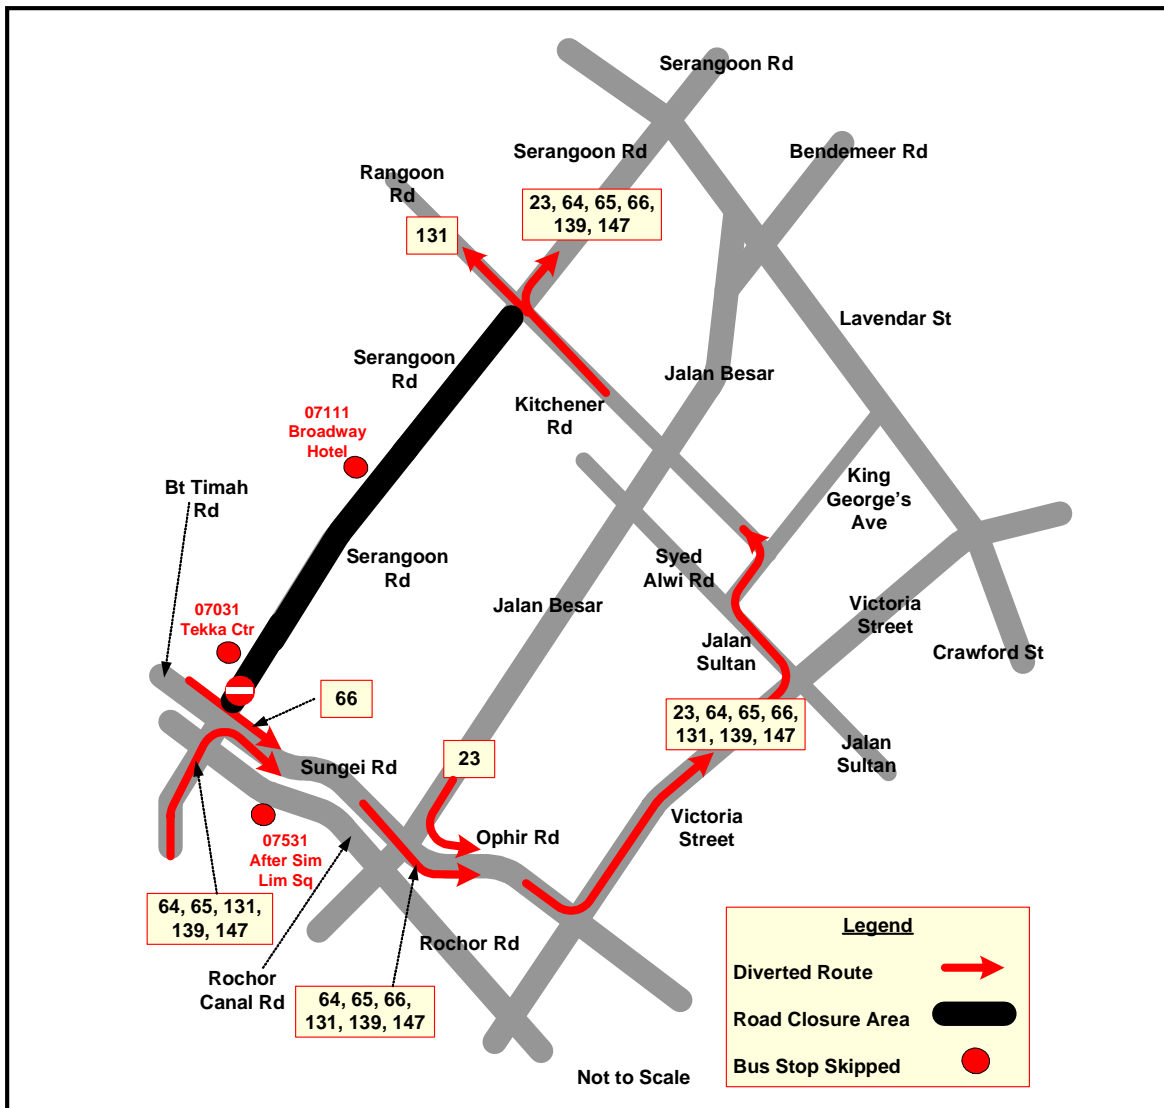 Serangoon Rd
Serangoon Rd
Bendemeer Rd
Rangoon
Rd
23, 64, 65, 66,
139, 147
131
Lavendar St
Serangoon
Rd
Jalan Besar
Kitchener
Rd
07111
Broadway
Hotel
Bt Timah
Rd
King
George's
Ave
Serangoon
Rd
Syed
Alwi Rd
Jalan Besar
Victoria
Street
07031
Tekka Ctr
Jalan
Sultan
Crawford St
66
23, 64, 65, 66,
131, 139, 147
Jalan
Sultan
23
Sungei Rd
Ophir Rd
Victoria
Street
07531
After Sim
Lim Sq
64, 65, 131,
139, 147
Rochor Rd
Rochor
Canal Rd
64, 65, 66,
131, 139, 147
Legend
Diverted Route
Road Closure Area
Bus Stop Skipped
Not to Scale